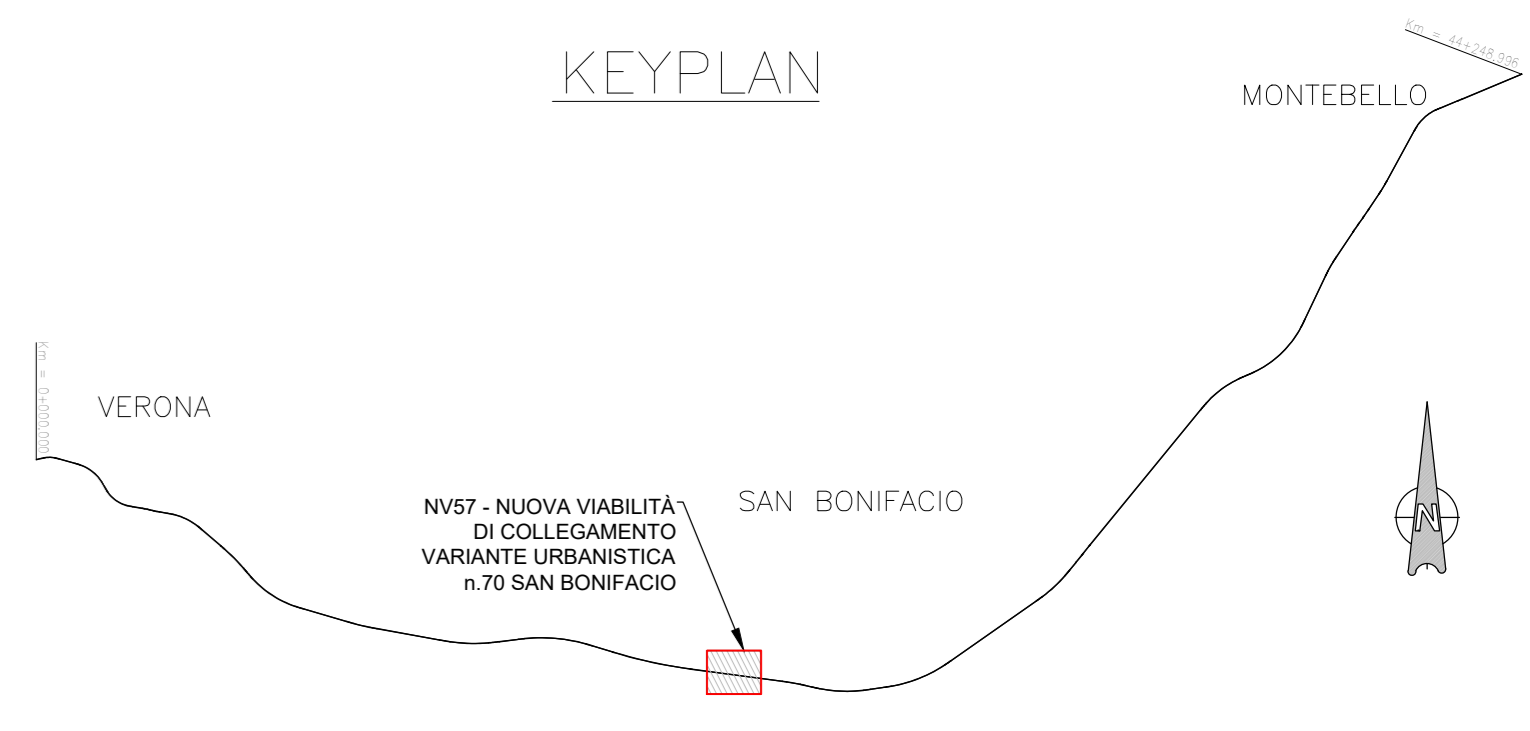 KEYPLAN
Km = 44+248.996
MONTEBELLO
Km = 0+000.000
VERONA
NV57 - NUOVA VIABILITÀ
DI COLLEGAMENTO
VARIANTE URBANISTICA
n.70 SAN BONIFACIO
SAN BONIFACIO
N